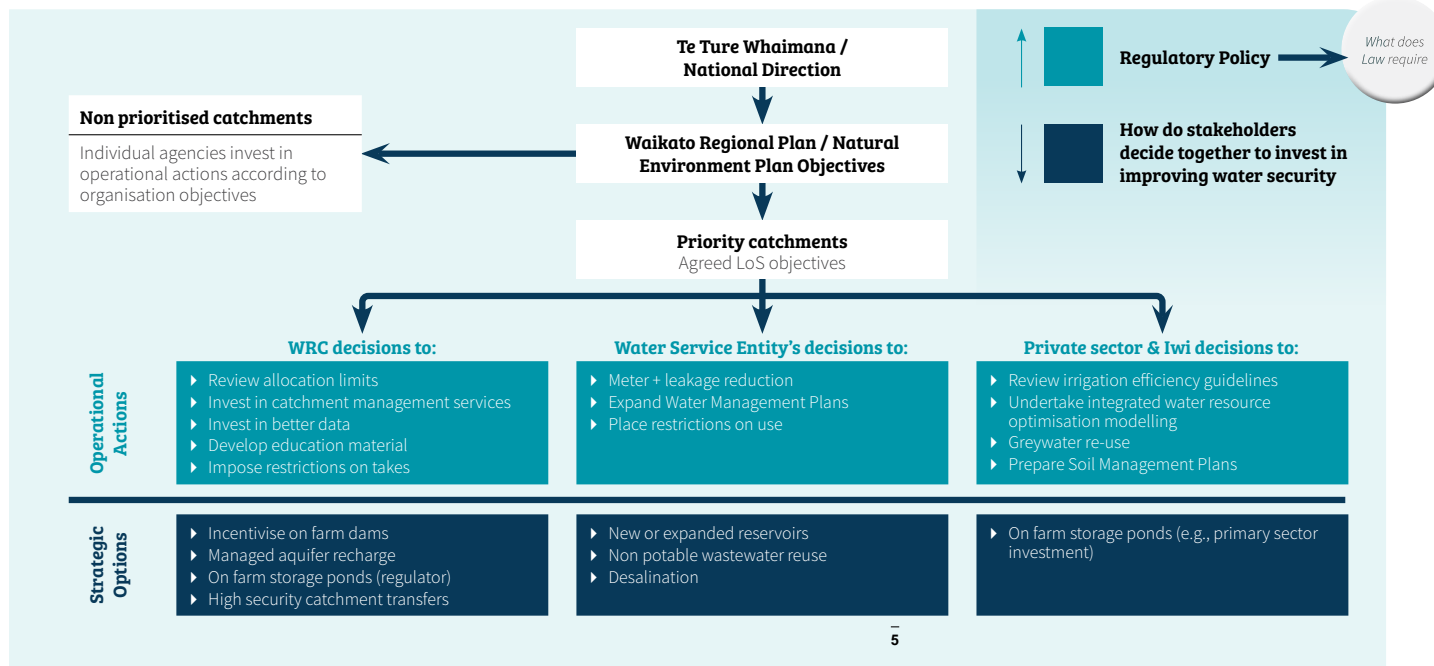 Te Ture Whaimana /
National Direction
Regulatory Policy
What does
Law require
Non prioritised catchments
Individual agencies invest in
operational actions according to
organisation objectives
Waikato Regional Plan / Natural
Environment Plan Objectives
How do stakeholders
decide together to invest in
improving water security
Priority catchments
Agreed LoS objectives
WRC decisions to:
Water Service Entity's decisions to:
Private sector & Iwi decisions to:
Operational
Actions
Review allocation limits
Invest in catchment management services
Invest in better data
Develop education material
Impose restrictions on takes
Meter + leakage reduction
Expand Water Management Plans
Place restrictions on use
Review irrigation efficiency guidelines
Undertake integrated water resource
optimisation modelling
Greywater re-use
Prepare Soil Management Plans
Strategic
Options
Incentivise on farm dams
Managed aquifer recharge
On farm storage ponds (regulator)
High security catchment transfers
New or expanded reservoirs
Non potable wastewater reuse
Desalination
On farm storage ponds (e.g., primary sector
investment)
5